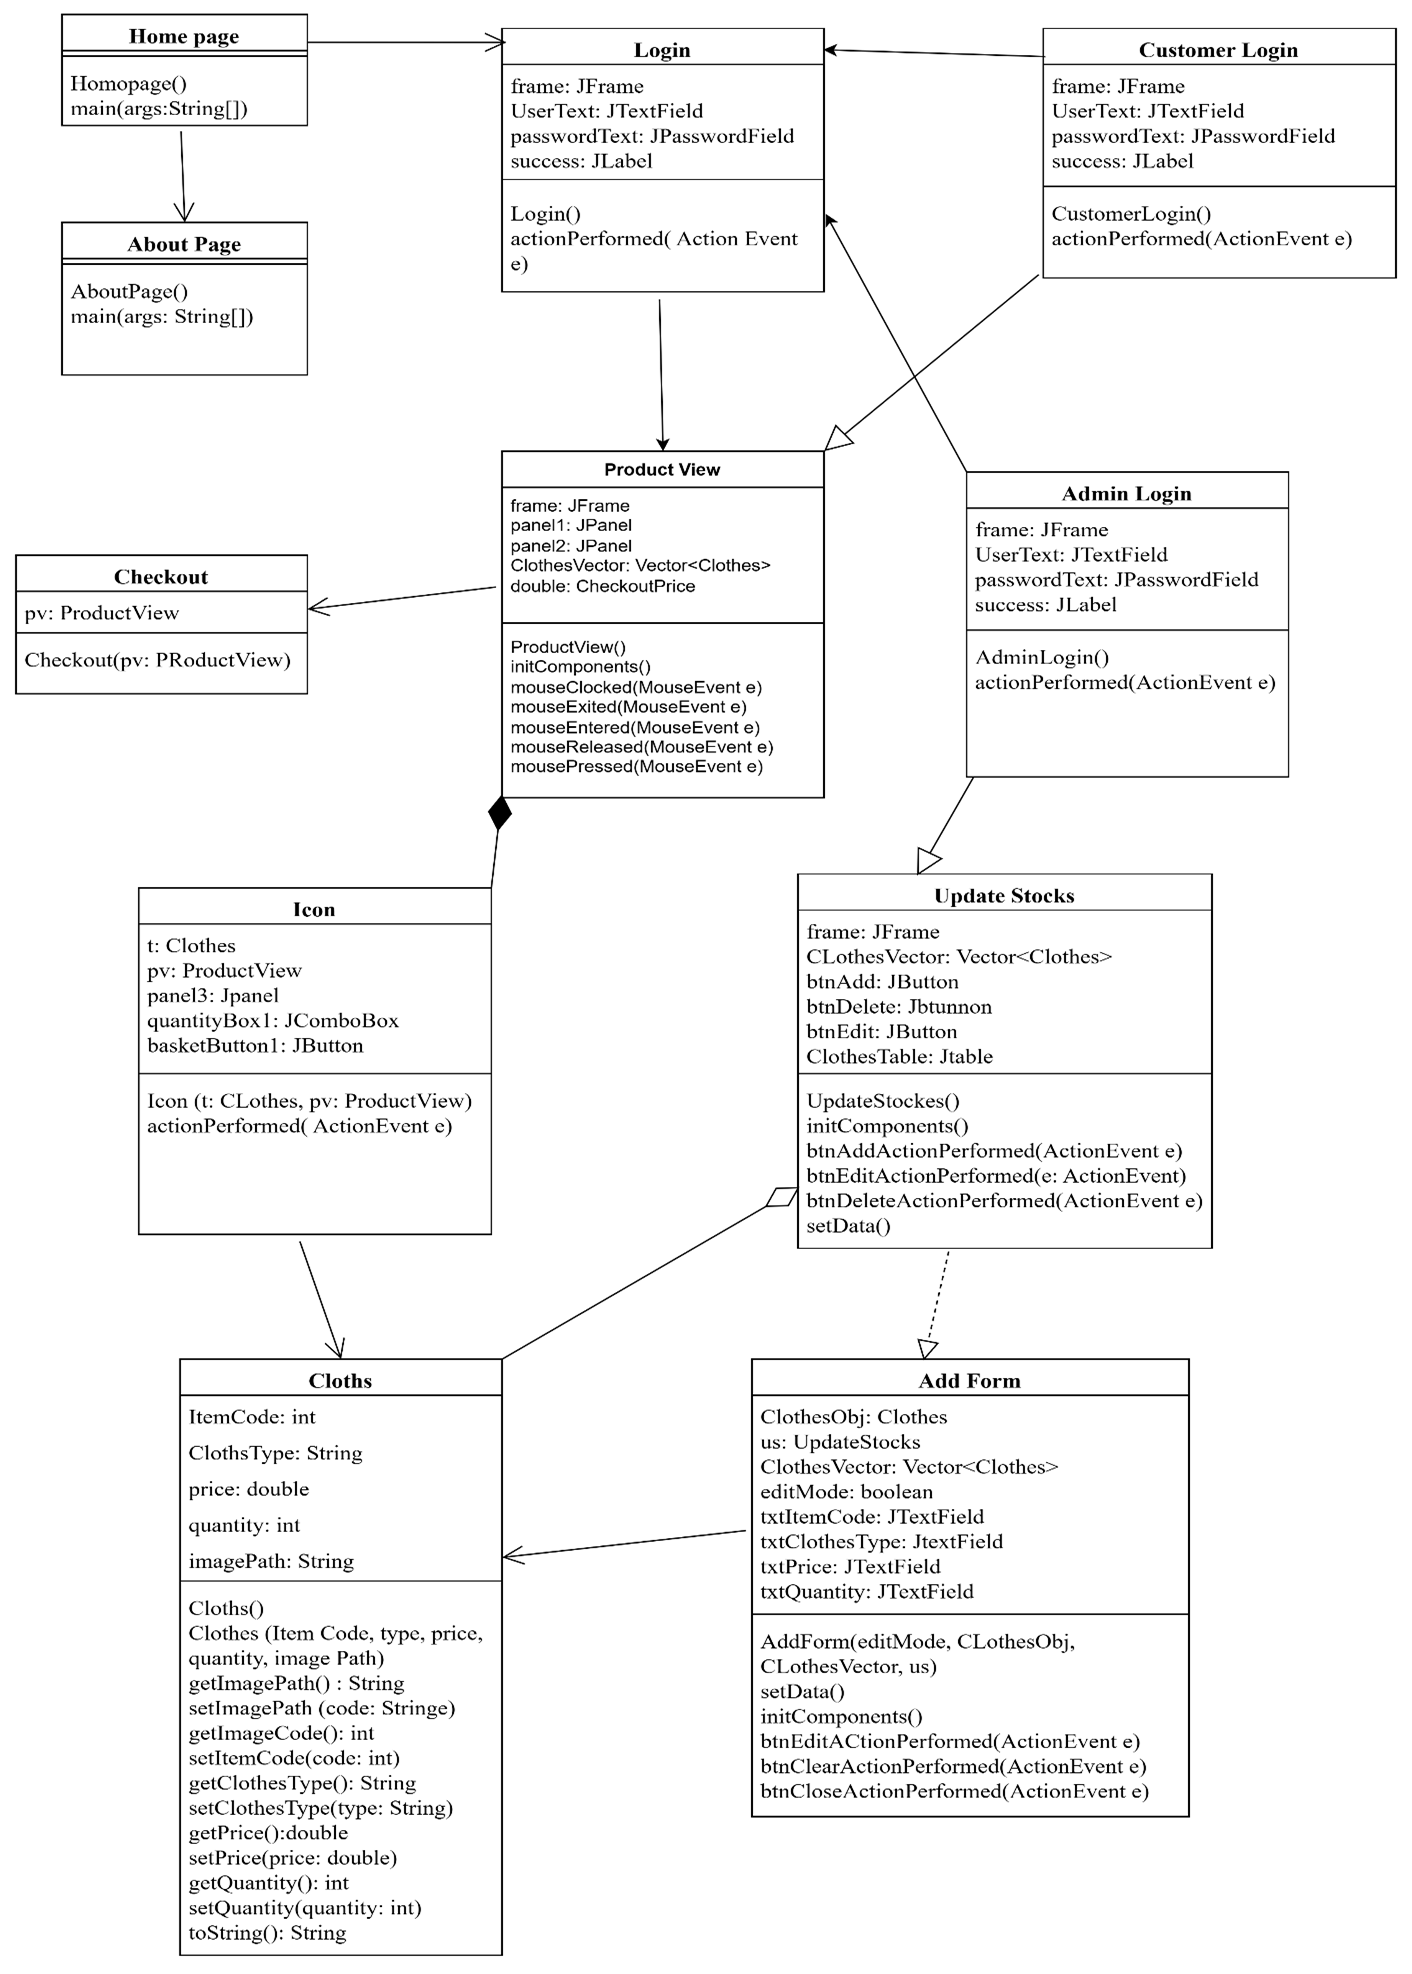 Home page
Homopage()
main(args:String[])
Login
frame: JFrame
UserText: JTextField
passwordText: JPasswordField
success: JLabel
Login()
actionPerformed( Action Event
e)
Customer Login
frame: JFrame
UserText: JTextField
passwordText: JPasswordField
success: JLabel
CustomerLogin()
actionPerformed(ActionEvent e)
About Page
AboutPage()
main(args: String[])
Product View
frame: JFrame
panel1: JPanel
panel2: JPanel
ClothesVector: Vector<Clothes>
double: CheckoutPrice
ProductView()
initComponents()
mouseClocked(MouseEvent e)
mouseExited(MouseEvent e)
mouseEntered(MouseEvent e)
mouseReleased(MouseEvent e)
mousePressed(MouseEvent e)
Admin Login
frame: JFrame
UserText: JTextField
passwordText: JPasswordField
success: JLabel
AdminLogin()
actionPerformed(ActionEvent e)
Checkout
pv: ProductView
Checkout(pv: PRoductView)
Icon
t: Clothes
pv: ProductView
panel3: Jpanel
quantityBox1: JComboBox
basketButton1: JButton
Icon (t: CLothes, pv: ProductView)
actionPerformed( ActionEvent e)
Update Stocks
frame: JFrame
CLothesVector: Vector<Clothes>
btnAdd: JButton
btnDelete: Jbtunnon
btnEdit: JButton
ClothesTable: Jtable
UpdateStockes()
initComponents()
btnAddActionPerformed(ActionEvent e)
btnEditActionPerformed(e: ActionEvent)
btnDeleteActionPerformed(ActionEvent e)
setData()
Cloths
ItemCode: int
ClothsType: String
price: double
quantity: int
imagePath: String
Cloths()
Clothes (Item Code, type, price,
quantity, image Path)
getImagePath() : String
setImagePath (code: Stringe)
getImageCode(): int
setItemCode(code: int)
getClothesType(): String
setClothesType(type: String)
getPrice():double
setPrice(price: double)
getQuantity(): int
setQuantity(quantity: int)
toString(): String
Add Form
ClothesObj: Clothes
us: UpdateStocks
ClothesVector: Vector<Clothes>
editMode: boolean
txtItemCode: JTextField
txtClothesType: JtextField
txtPrice: JTextField
txtQuantity: JTextField
AddForm(editMode, CLothesObj,
CLothesVector, us)
setData()
initComponents()
btnEditACtionPerformed(ActionEvent e)
btnClearActionPerformed(ActionEvent e)
btnCloseActionPerformed(ActionEvent e)